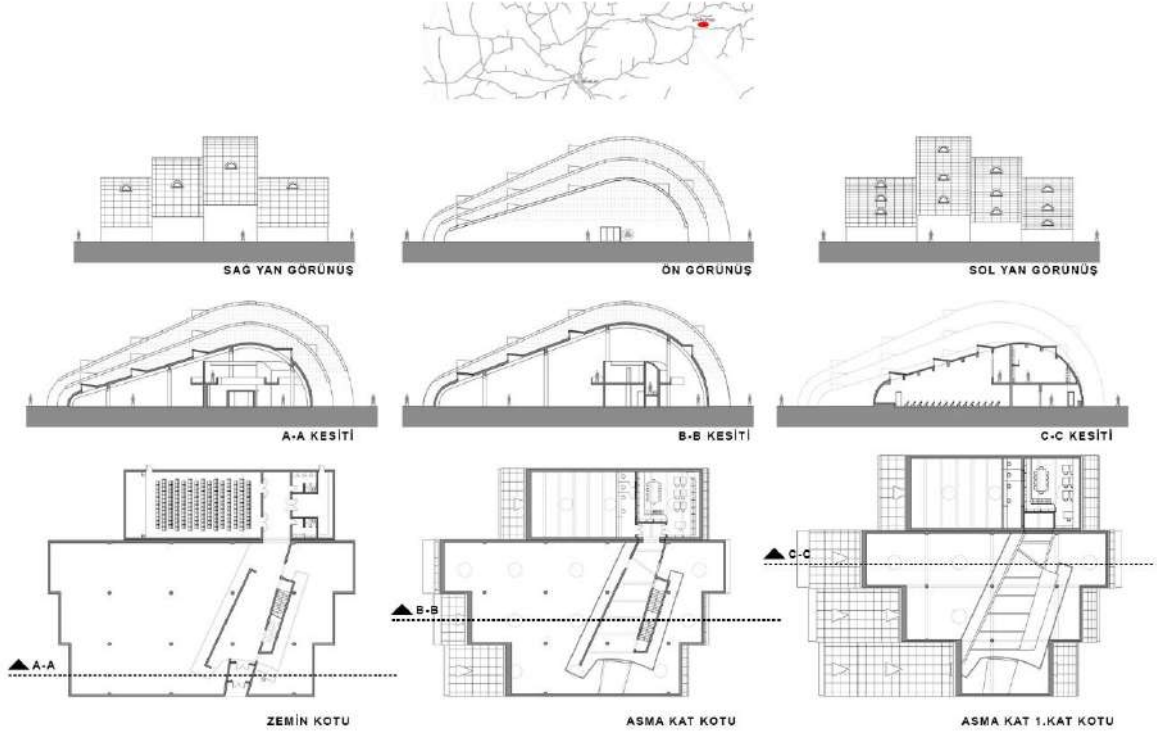 SAĞ YAN GÖRÜNÜŞ
ÖN GÖRÜNÜŞ
SOL YAN GÖRÜNÜŞ
A-A KESİTİ
B-B KESİTİ
C-C KESİTİ
A-A
B-B
C-C
ZEMİN KOTU
ASMA KAT KOTU
ASMA KAT 1.KAT KOTU